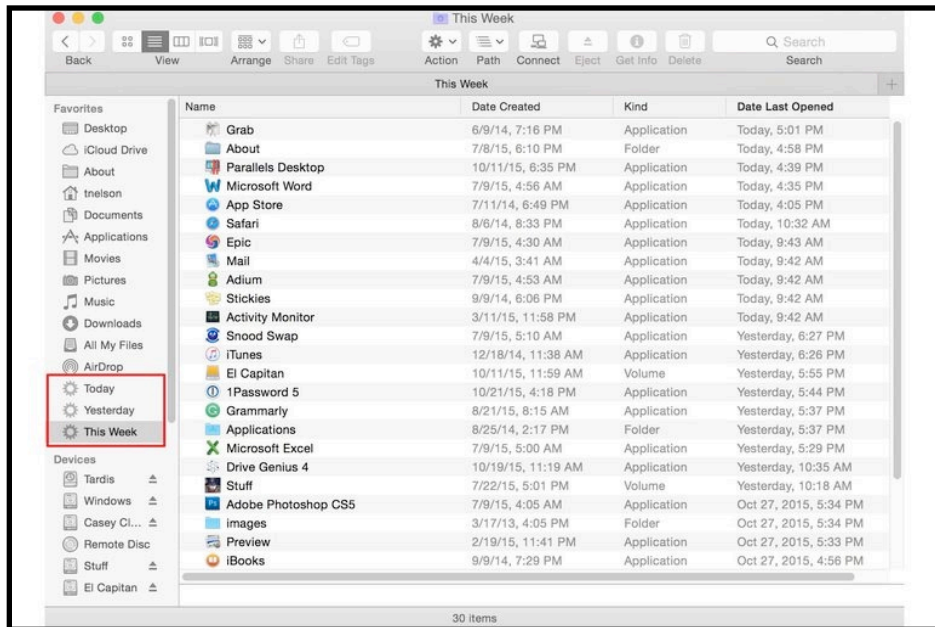 This Week
Back View Arrange Share Edit Tags Action Path Connect Eject Get Info Delete Search
Search
This Week
Favorites
Desktop
iCloud Drive
About
tnelson
Documents
Applications
Movies
Pictures
Music
Downloads
All My Files
AirDrop
Today
Yesterday
This Week
Devices
Tardis
Windows
Casey Cl...
Remote Disc
Stuff
El Capitan
Name Date Created Kind Date Last Opened
Grab 6/9/14, 7:16 PM Application Today, 5:01 PM
About 7/8/15, 6:10 PM Folder Today, 4:58 PM
Parallels Desktop 10/11/15, 6:35 PM Application Today, 4:39 PM
Microsoft Word 7/9/15, 4:56 AM Application Today, 4:35 PM
App Store 7/11/14, 6:49 PM Application Today, 4:05 PM
Safari 8/6/14, 8:33 PM Application Today, 10:32 AM
Epic 7/9/15, 4:30 AM Application Today, 9:43 AM
Mail 4/4/15, 3:41 AM Application Today, 9:42 AM
Adium 7/9/15, 4:53 AM Application Today, 9:42 AM
Stickies 9/9/14, 6:06 PM Application Today, 9:42 AM
Activity Monitor 3/11/15, 11:58 PM Application Today, 9:42 AM
Snood Swap 7/9/15, 5:10 AM Application Yesterday, 6:27 PM
iTunes 12/18/14, 11:38 AM Application Yesterday, 6:26 PM
El Capitan 10/11/15, 11:59 AM Volume Yesterday, 5:55 PM
1Password 5 10/21/15, 4:18 PM Application Yesterday, 5:44 PM
Grammarly 8/21/15, 8:15 AM Application Yesterday, 5:37 PM
Applications 8/25/14, 2:17 PM Folder Yesterday, 5:37 PM
Microsoft Excel 7/9/15, 5:00 AM Application Yesterday, 5:29 PM
Drive Genius 4 10/19/15, 11:19 AM Application Yesterday, 10:35 AM
Stuff 7/22/15, 5:01 PM Volume Yesterday, 10:18 AM
Adobe Photoshop CS5 7/9/15, 4:05 AM Application Oct 27, 2015, 5:34 PM
images 3/17/13, 4:05 PM Folder Oct 27, 2015, 5:34 PM
Preview 2/19/15, 11:41 PM Application Oct 27, 2015, 5:33 PM
iBooks 9/9/14, 7:29 PM Application Oct 27, 2015, 4:56 PM
30 items